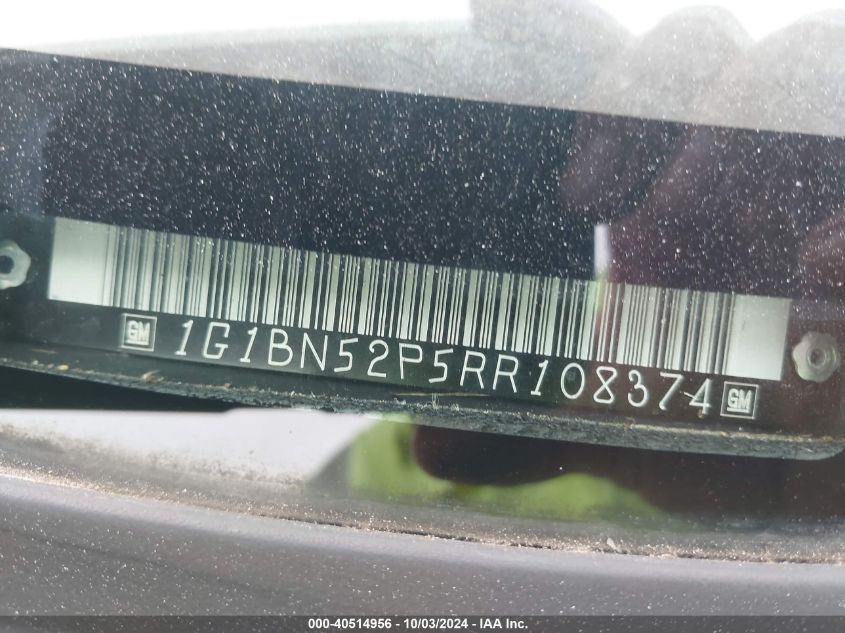 GM 1G1BN52P5RR108374 GM
000-40514956 - 10/03/2024 - IAA Inc.